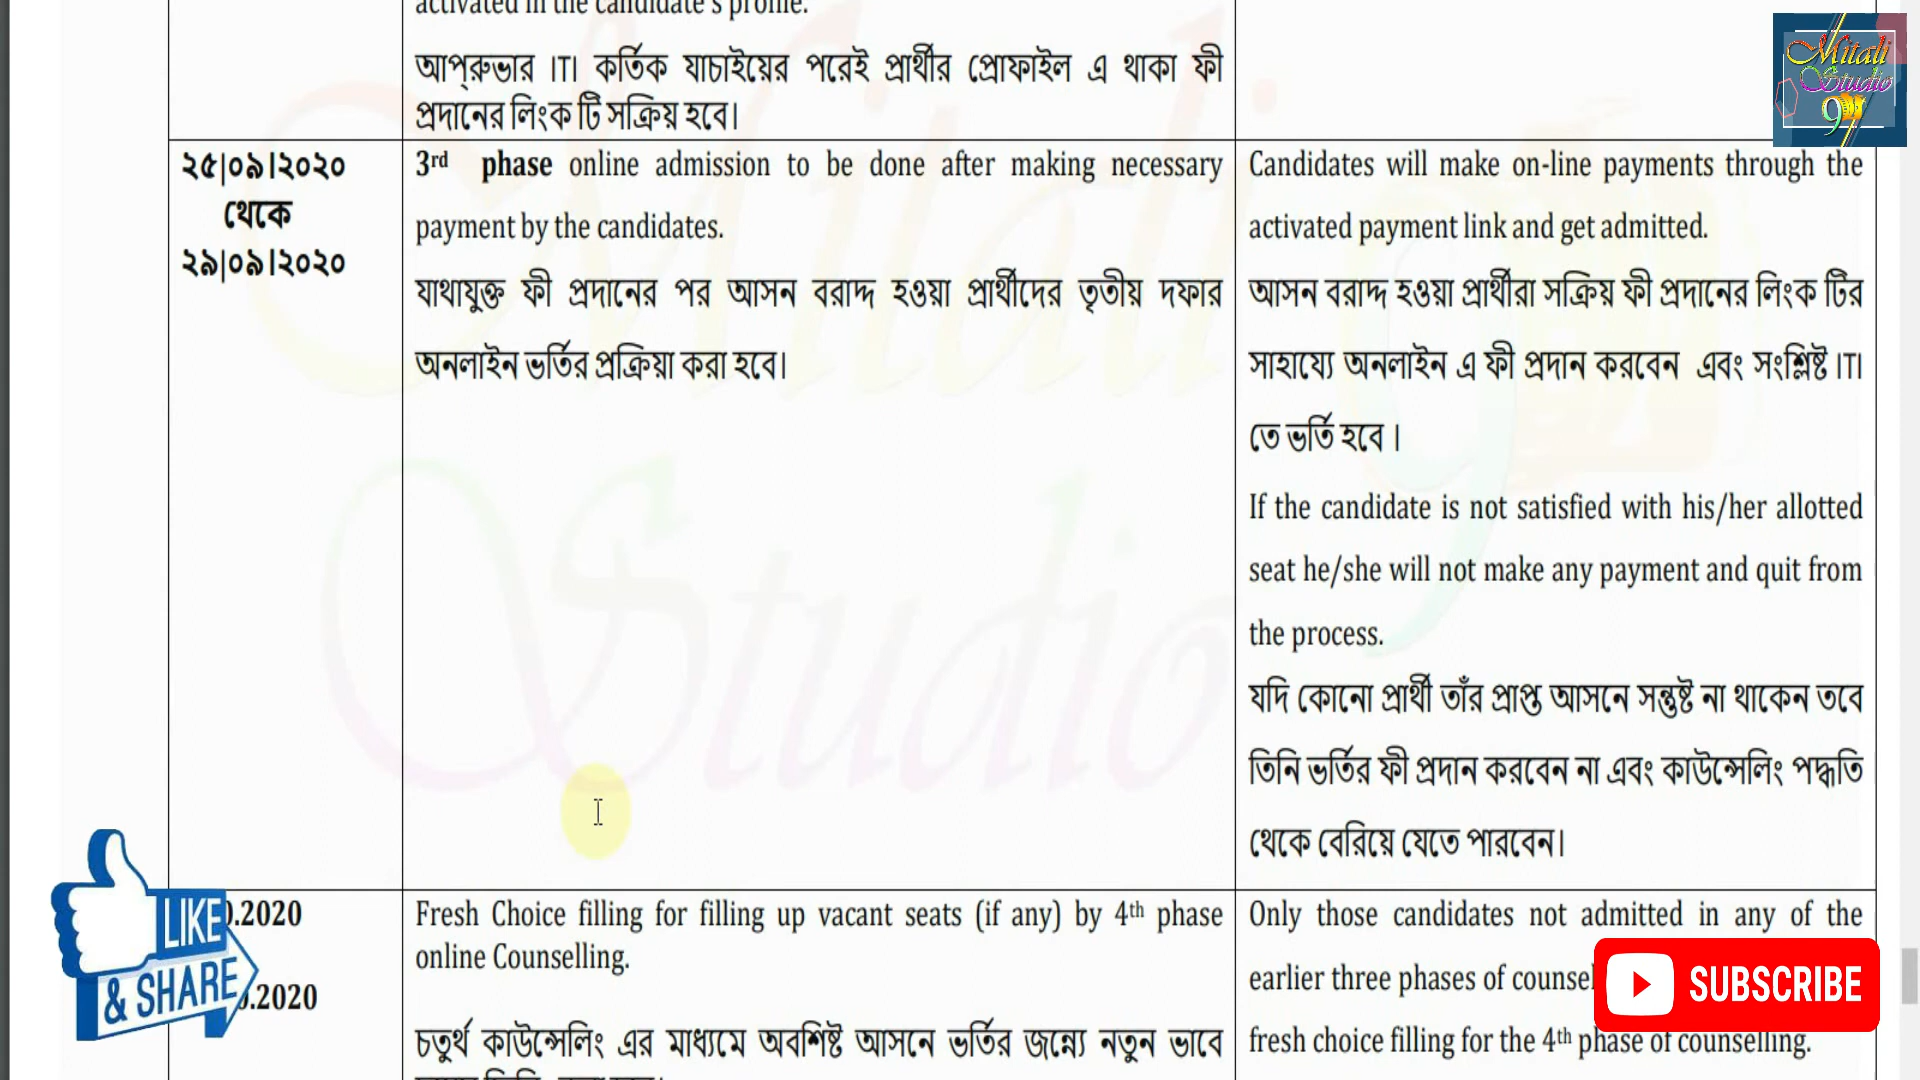 activated in the candidate's profile.
আপ্রুভার ITI কর্তিক যাচাইয়ের পরেই প্রার্থীর প্রোফাইল এ থাকা ফী
প্রদানের লিংক টি সক্রিয় হবে।
Mitali
Studio
9
২৫|০৯।২০২০
থেকে
২৯|০৯।২০২০
3rd phase online admission to be done after making necessary
payment by the candidates.
যাথাযুক্ত ফী প্রদানের পর আসন বরাদ্দ হওয়া প্রার্থীদের তৃতীয় দফার
অনলাইন ভর্তির প্রক্রিয়া করা হবে।
Candidates will make on-line payments through the
activated payment link and get admitted.
আসন বরাদ্দ হওয়া প্রার্থীরা সক্রিয় ফী প্রদানের লিংক টির
সাহায্যে অনলাইন এ ফী প্রদান করবেন এবং সংশ্লিষ্ট ITI
তে ভর্তি হবে ।
If the candidate is not satisfied with his/her allotted
seat he/she will not make any payment and quit from
the process.
যদি কোনো প্রার্থী তাঁর প্রাপ্ত আসনে সন্তুষ্ট না থাকেন তবে
তিনি ভর্তির ফী প্রদান করবেন না এবং কাউন্সেলিং পদ্ধতি
থেকে বেরিয়ে যেতে পারবেন।
Mitali
Studio
LIKE
& SHARE
.2020
.2020
Fresh Choice filling for filling up vacant seats (if any) by 4th phase
online Counselling.
চতুর্থ কাউন্সেলিং এর মাধ্যমে অবশিষ্ট আসনে ভর্তির জন্ন্যে নতুন ভাবে
Only those candidates not admitted in any of the
earlier three phases of
fresh choice filling for the 4th phase of counselling.
SUBSCRIBE